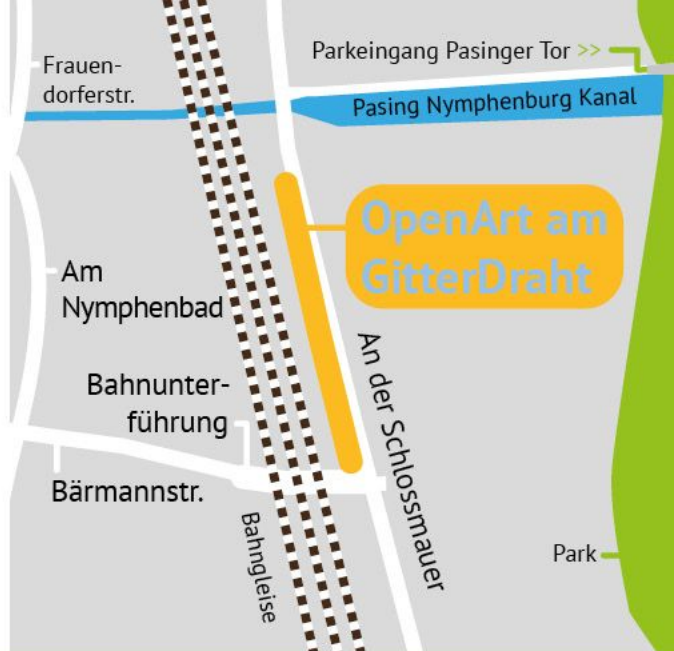 Frauen-
dorferstr.
Parkeingang Pasinger Tor >>
Pasing Nymphenburg Kanal
OpenArt am
GitterDraht
Am
Nymphenbad
An der Schlossmauer
Bahnunter-
führung
Bärmannstr.
Bahngleise
Park